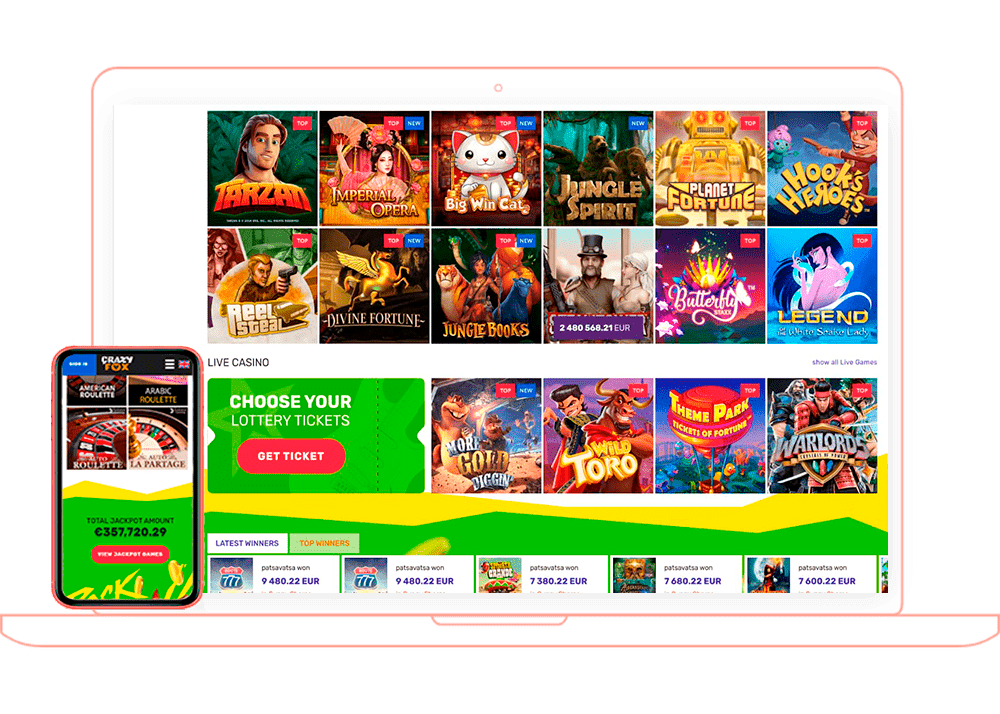 TOP
TARZAN
TOP NEW
IMPERIAL
OPERA
TOP NEW
Big Win Cat
NEW
JUNGLE
SPIRIT
TOP
PLANET
FORTUNE
TOP
HOOK'S
HEROES
TOP
REEL
STEAL
TOP NEW
DIVINE FORTUNE
TOP NEW
JUNGLE BOOKS
2 480 568.21 EUR
TOP
Butterfly
STAXX
TOP
LEGEND
OF THE White Snake Lady
LIVE CASINO
show all Live Games
CHOOSE YOUR
LOTTERY TICKETS
GET TICKET
TOP NEW
MORE
GOLD
DIGGIN'
TOP
WILD
TORO
TOP
THEME PARK
TICKETS OF FORTUNE
TOP
WARLORDS
CRYSTALS OF POWER
LATEST WINNERS
TOP WINNERS
777
patsavatsa won
9 480.22 EUR
777
patsavatsa won
9 480.22 EUR
patsavatsa won
7 380.22 EUR
patsavatsa won
7 680.22 EUR
patsavatsa won
7 600.22 EUR
SIGN IN
CRAZY
FOX
AMERICAN
ROULETTE
ARABIC
ROULETTE
AUTO
ROULETTE
AUTO
LA PARTAGE
TOTAL JACKPOT AMOUNT
€357,720.29
VIEW JACKPOT GAMES